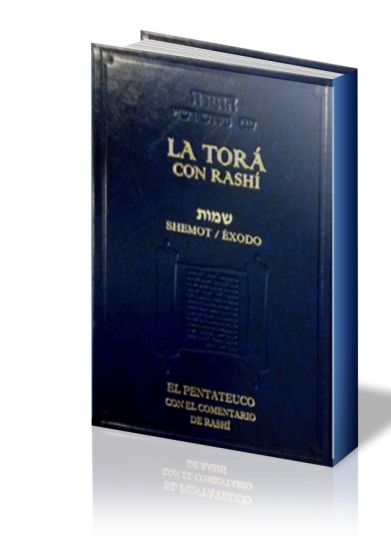 LA TORÁ
CON RASHÍ
שמות
SHEMOT / ÉXODO
EL PENTATEUCO
CON EL COMENTARIO
DE RASHÍ